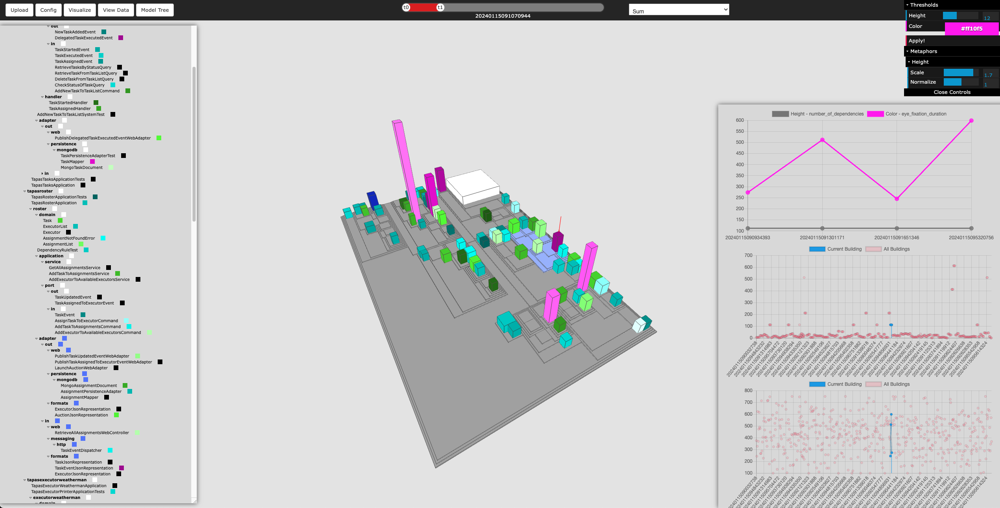 Upload Config Visualize View Data Model Tree
t0 t1
20240115091070944
Sum
Thresholds
Height 12
Color #ff10f5
Apply!
Metaphors
Height
Scale 1.7
Normalize 1
Close Controls
out
NewTaskAddedEvent
DelegatedTaskExecutedEvent
in
TaskStartedEvent
TaskExecutedEvent
TaskAssignedEvent
RetrieveTasksByStatusQuery
RetrieveTaskFromTaskListQuery
DeleteTaskFromTaskListQuery
CheckStatusOfTaskQuery
AddNewTaskToTaskListCommand
handler
TaskStartedHandler
TaskAssignedHandler
AddNewTaskToTaskListSystemTest
adapter
out
web
PublishDelegatedTaskExecutedEventWebAdapter
persistence
mongodb
TaskPersistenceAdapterTest
TaskMapper
MongoTaskDocument
in
TapasTasksApplicationTests
TapasTasksApplication
tapasroster
TapasRosterApplicationTests
TapasRosterApplication
roster
domain
Task
ExecutorList
Executor
AssignmentNotFoundError
AssignmentList
DependencyRuleTest
application
service
GetAllAssignmentsService
AddTaskToAssignmentsService
AddExecutorToAvailableExecutorsService
port
out
TaskUpdatedEvent
TaskAssignedToExecutorEvent
in
TaskEvent
AssignTaskToExecutorCommand
AddTaskToAssignmentsCommand
AddExecutorToAvailableExecutorsCommand
adapter
out
web
PublishTaskUpdatedEventWebAdapter
PublishTaskAssignedToExecutorEventWebAdapter
LaunchAuctionWebAdapter
persistence
mongodb
MongoAssignmentDocument
AssignmentPersistenceAdapter
AssignmentMapper
formats
ExecutorJsonRepresentation
AuctionJsonRepresentation
in
web
RetrieveAllAssignmentsWebController
messaging
http
TaskEventDispatcher
formats
TaskJsonRepresentation
TaskEventJsonRepresentation
ExecutorJsonRepresentation
tapasexecutorweatherman
TapasExecutorWeathermanApplication
TapasExecutorPrinterApplicationTests
executorweatherman
domain
Height - number_of_dependencies Color - eye_fixation_duration
600
550
500
450
400
350
300
250
200
150
100
20240115090934393 20240115091301171 20240115091651346 20240115095320756
Current Building All Buildings
700
600
500
400
300
200
100
0
Current Building All Buildings
800
700
600
500
400
300
200
100